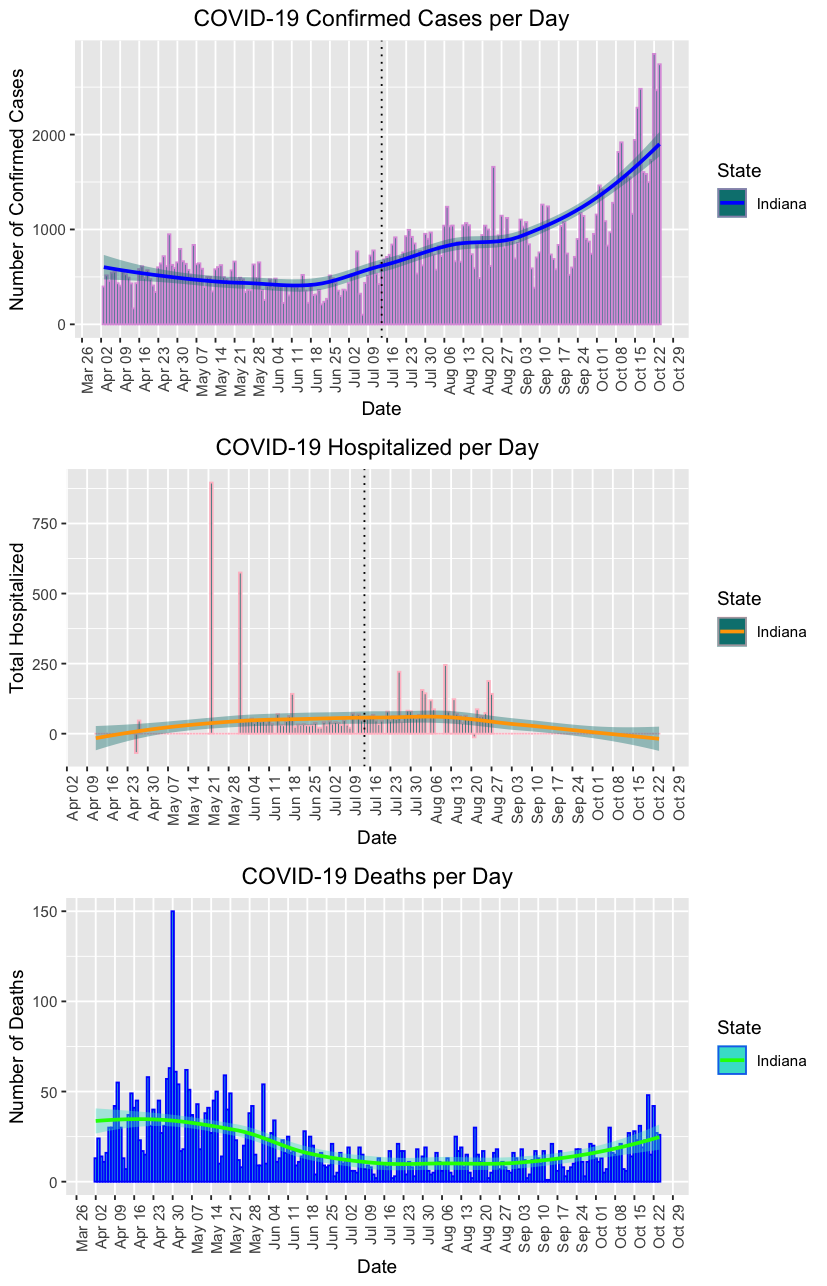 COVID-19 Confirmed Cases per Day
Number of Confirmed Cases
2000
1000
0
Mar 26
Apr 02
Apr 09
Apr 16
Apr 23
Apr 30
May 07
May 14
May 21
May 28
Jun 04
Jun 11
Jun 18
Jun 25
Jul 02
Jul 09
Jul 16
Jul 23
Jul 30
Aug 06
Aug 13
Aug 20
Aug 27
Sep 03
Sep 10
Sep 17
Sep 24
Oct 01
Oct 08
Oct 15
Oct 22
Oct 29
Date
State
Indiana
COVID-19 Hospitalized per Day
Total Hospitalized
750
500
250
0
Apr 02
Apr 09
Apr 16
Apr 23
Apr 30
May 07
May 14
May 21
May 28
Jun 04
Jun 11
Jun 18
Jun 25
Jul 02
Jul 09
Jul 16
Jul 23
Jul 30
Aug 06
Aug 13
Aug 20
Aug 27
Sep 03
Sep 10
Sep 17
Sep 24
Oct 01
Oct 08
Oct 15
Oct 22
Oct 29
Date
State
Indiana
COVID-19 Deaths per Day
Number of Deaths
150
100
50
0
Mar 26
Apr 02
Apr 09
Apr 16
Apr 23
Apr 30
May 07
May 14
May 21
May 28
Jun 04
Jun 11
Jun 18
Jun 25
Jul 02
Jul 09
Jul 16
Jul 23
Jul 30
Aug 06
Aug 13
Aug 20
Aug 27
Sep 03
Sep 10
Sep 17
Sep 24
Oct 01
Oct 08
Oct 15
Oct 22
Oct 29
Date
State
Indiana